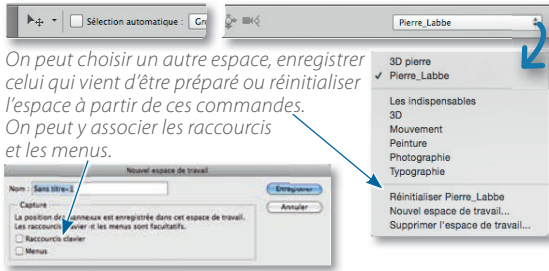 Sélection automatique :
Pierre_Labbe
On peut choisir un autre espace, enregistrer
celui qui vient d'être préparé ou réinitialiser
l'espace à partir de ces commandes.
On peut y associer les raccourcis
et les menus.
3D pierre
✓ Pierre_Labbe
Les indispensables
3D
Mouvement
Peinture
Photographie
Typographie
Réinitialiser Pierre_Labbe
Nouvel espace de travail...
Supprimer l'espace de travail...
Nouvel espace de travail
Nom : Sans titre-1
Enregistrer
Annuler
Capture
La position des panneaux est enregistrée dans cet espace de travail.
Les raccourcis clavier et les menus sont facultatifs.
Raccourcis clavier
Menus